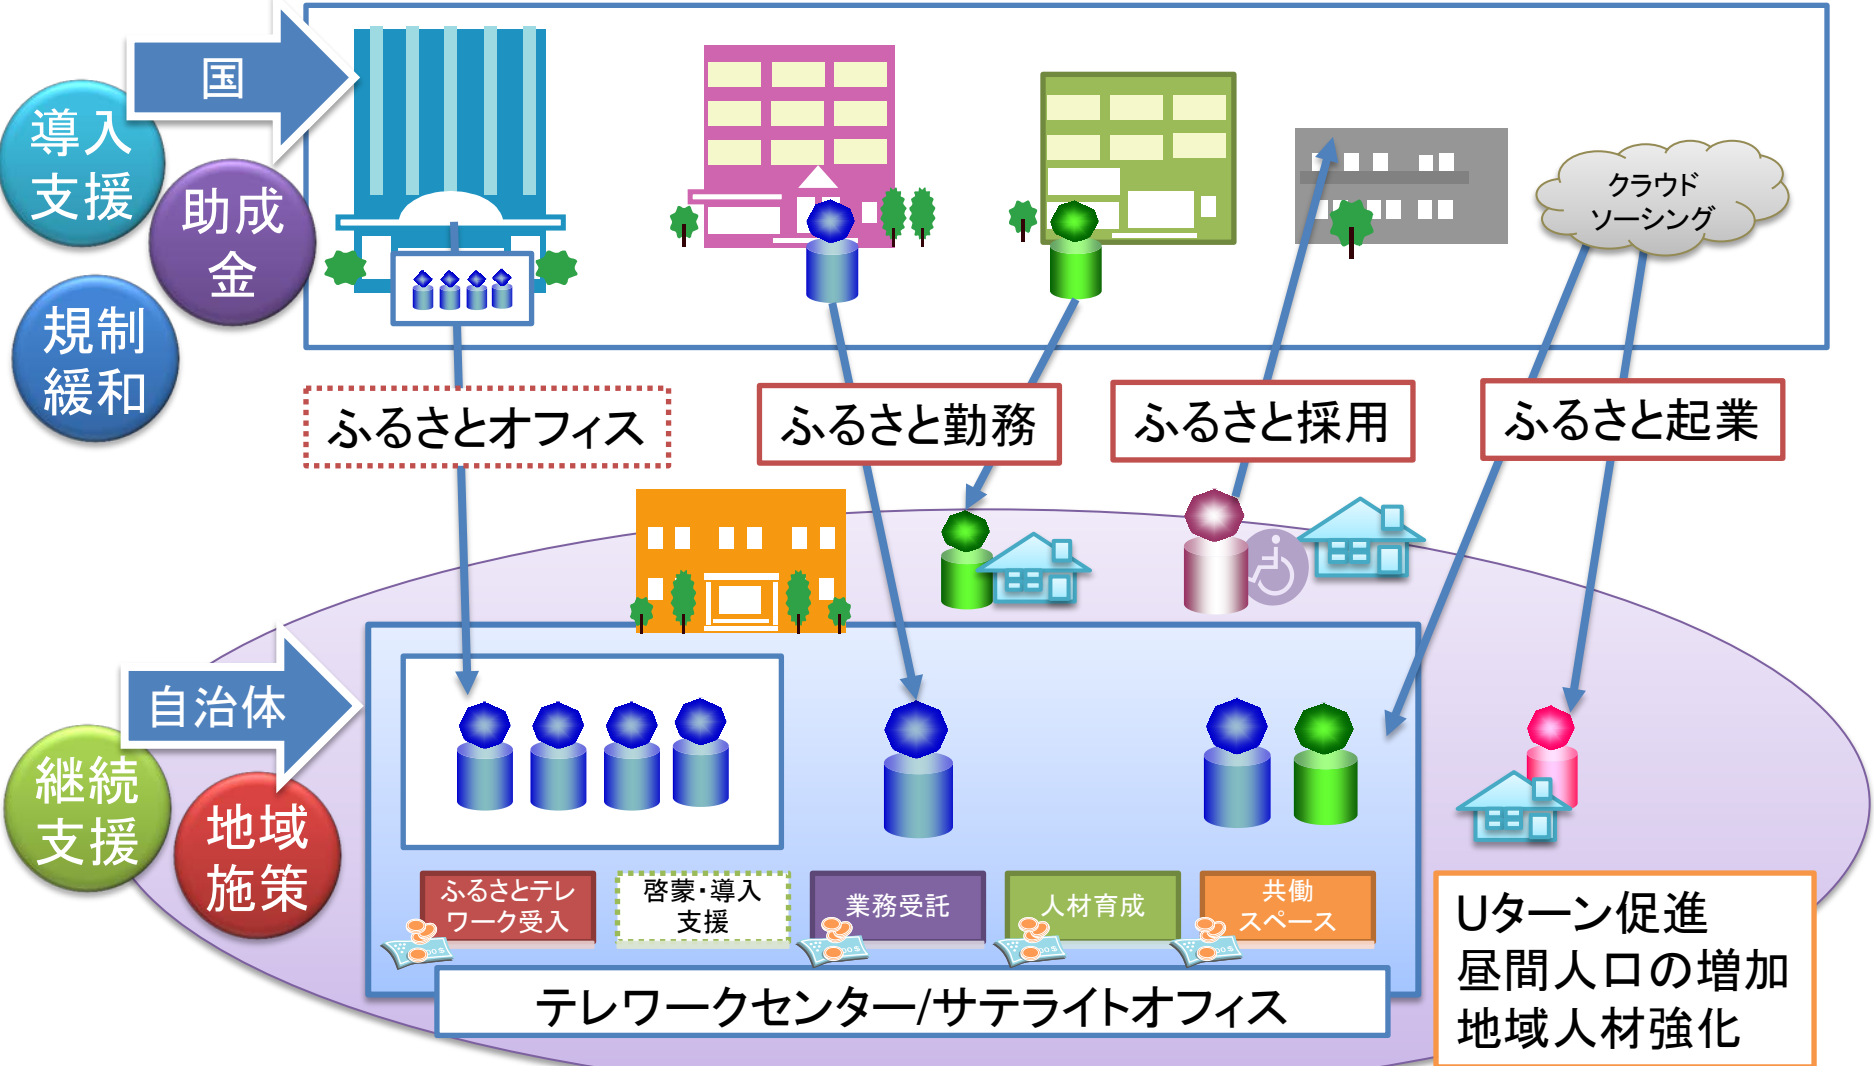 国
導入
支援
助成
金
規制
緩和
クラウド
ソーシング
ふるさとオフィス
ふるさと勤務
ふるさと採用
ふるさと起業
自治体
継続
支援
地域
施策
ふるさとテレ
ワーク受入
啓蒙・導入
支援
業務受託
人材育成
共働
スペース
テレワークセンター/サテライトオフィス
Uターン促進
昼間人口の増加
地域人材強化